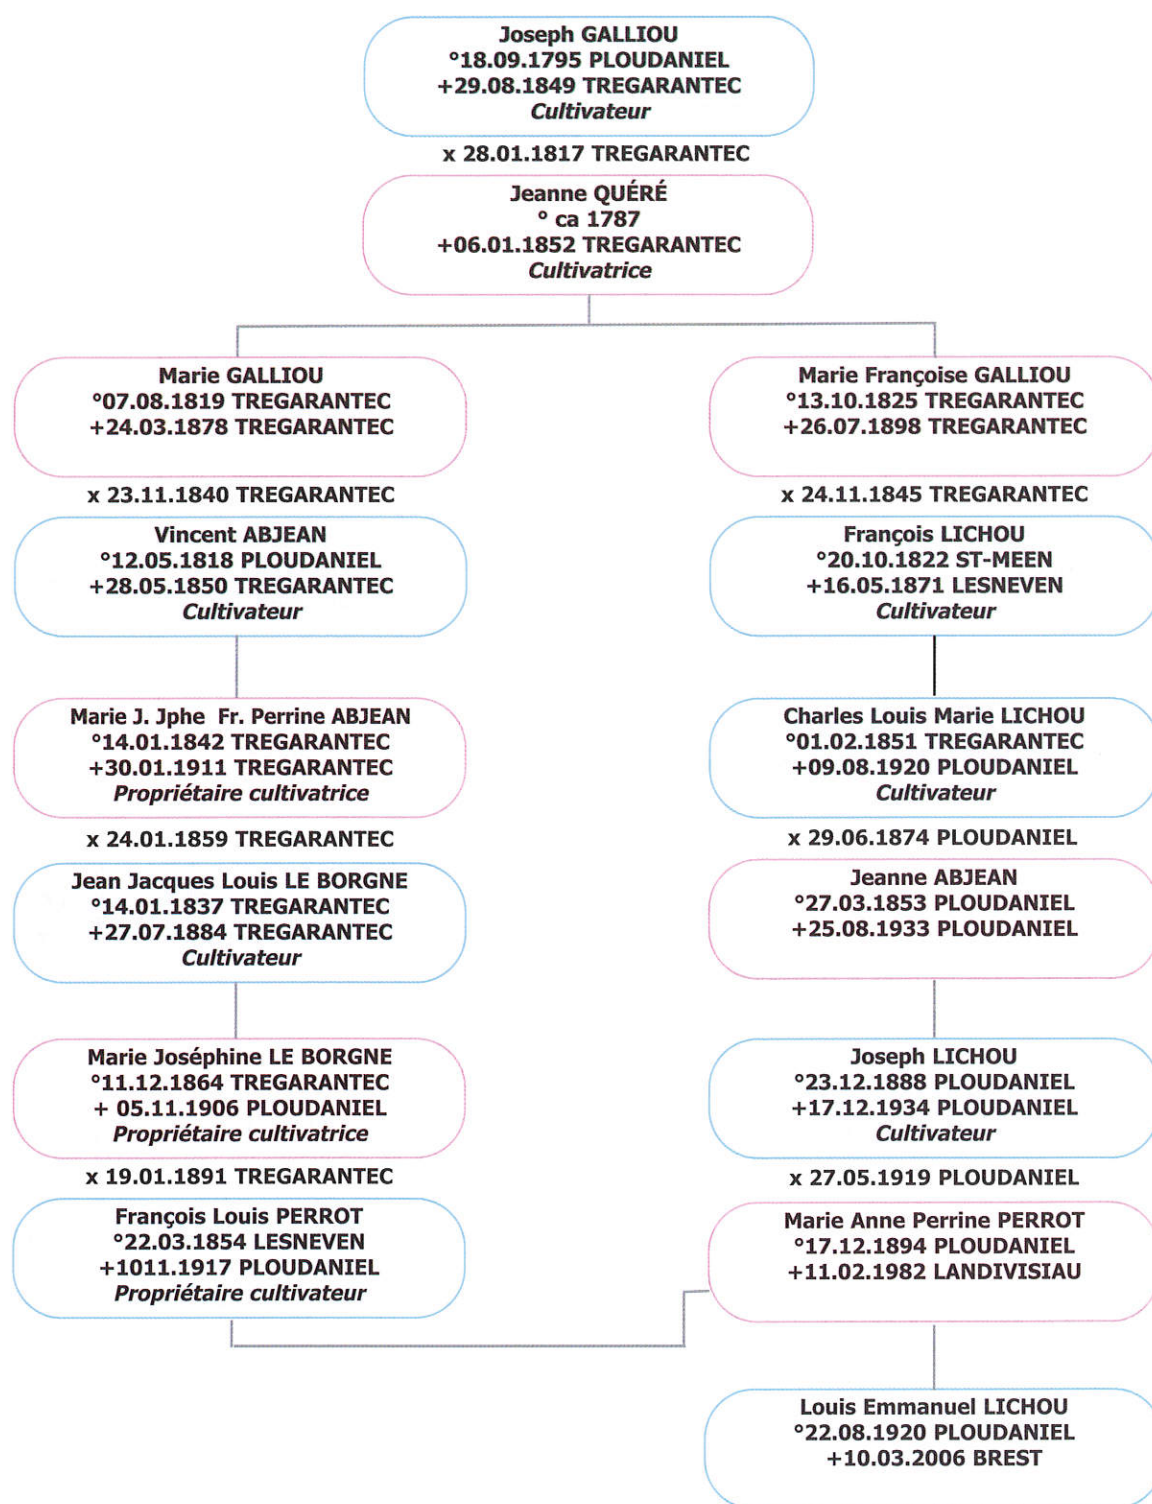 Joseph GALLIOU
°18.09.1795 PLOUDANIEL
+29.08.1849 TREGARANTEC
Cultivateur
x 28.01.1817 TREGARANTEC
Jeanne QUÉRÉ
° ca 1787
+06.01.1852 TREGARANTEC
Cultivatrice
Marie GALLIOU
°07.08.1819 TREGARANTEC
+24.03.1878 TREGARANTEC
x 23.11.1840 TREGARANTEC
Vincent ABJEAN
°12.05.1818 PLOUDANIEL
+28.05.1850 TREGARANTEC
Cultivateur
Marie J. Jphe Fr. Perrine ABJEAN
°14.01.1842 TREGARANTEC
+30.01.1911 TREGARANTEC
Propriétaire cultivatrice
x 24.01.1859 TREGARANTEC
Jean Jacques Louis LE BORGNE
°14.01.1837 TREGARANTEC
+27.07.1884 TREGARANTEC
Cultivateur
Marie Joséphine LE BORGNE
°11.12.1864 TREGARANTEC
+ 05.11.1906 PLOUDANIEL
Propriétaire cultivatrice
x 19.01.1891 TREGARANTEC
François Louis PERROT
°22.03.1854 LESNEVEN
+1011.1917 PLOUDANIEL
Propriétaire cultivateur
Marie Françoise GALLIOU
°13.10.1825 TREGARANTEC
+26.07.1898 TREGARANTEC
x 24.11.1845 TREGARANTEC
François LICHOU
°20.10.1822 ST-MEEN
+16.05.1871 LESNEVEN
Cultivateur
Charles Louis Marie LICHOU
°01.02.1851 TREGARANTEC
+09.08.1920 PLOUDANIEL
Cultivateur
x 29.06.1874 PLOUDANIEL
Jeanne ABJEAN
°27.03.1853 PLOUDANIEL
+25.08.1933 PLOUDANIEL
Joseph LICHOU
°23.12.1888 PLOUDANIEL
+17.12.1934 PLOUDANIEL
Cultivateur
x 27.05.1919 PLOUDANIEL
Marie Anne Perrine PERROT
°17.12.1894 PLOUDANIEL
+11.02.1982 LANDIVISIAU
Louis Emmanuel LICHOU
°22.08.1920 PLOUDANIEL
+10.03.2006 BREST